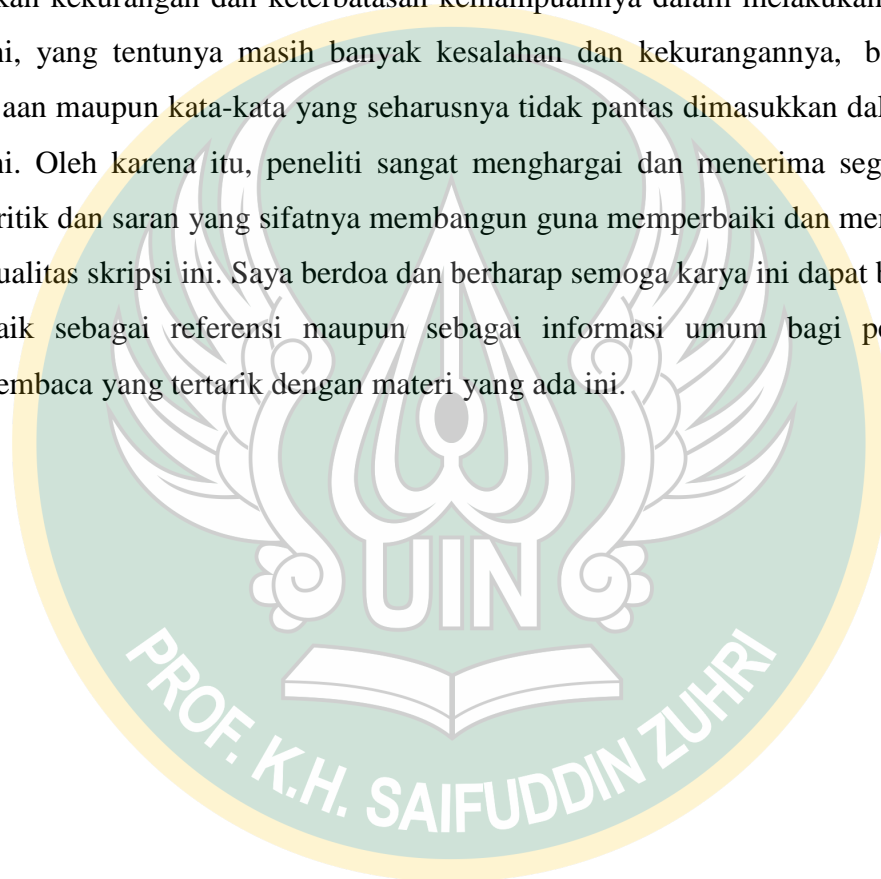 kan kekurangan dan keterbatasan kemampuannya dalam melakukan
ni, yang tentunya masih banyak kesalahan dan kekurangannya, b
aan maupun kata-kata yang seharusnya tidak pantas dimasukkan dal
ni. Oleh karena itu, peneliti sangat menghargai dan menerima seg
ritik dan saran yang sifatnya membangun guna memperbaiki dan men
ualitas skripsi ini. Saya berdoa dan berharap semoga karya ini dapat b
aik sebagai referensi maupun sebagai informasi umum bagi pe
embaca yang tertarik dengan materi yang ada ini.
UIN
PROF. K.H. SAIFUDDIN ZUHRI